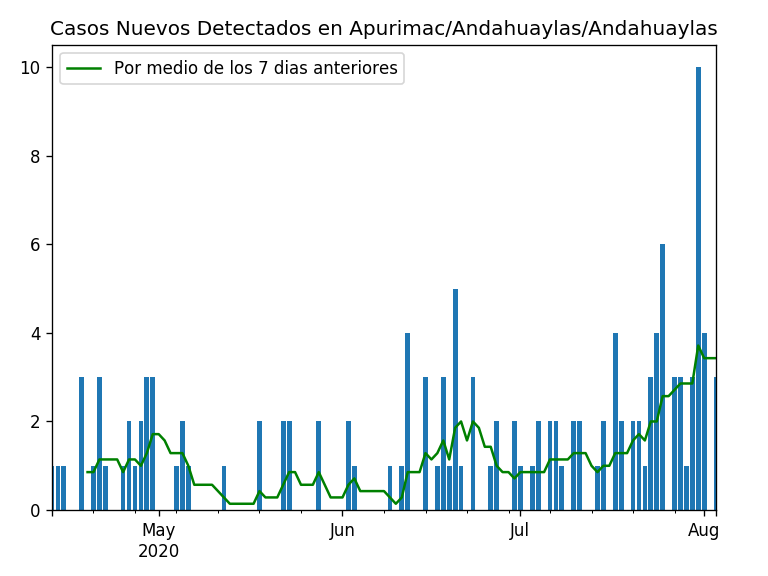 Casos Nuevos Detectados en Apurimac/Andahuaylas/Andahuaylas
Por medio de los 7 dias anteriores
10
8
6
4
2
0
May Jun Jul Aug
2020